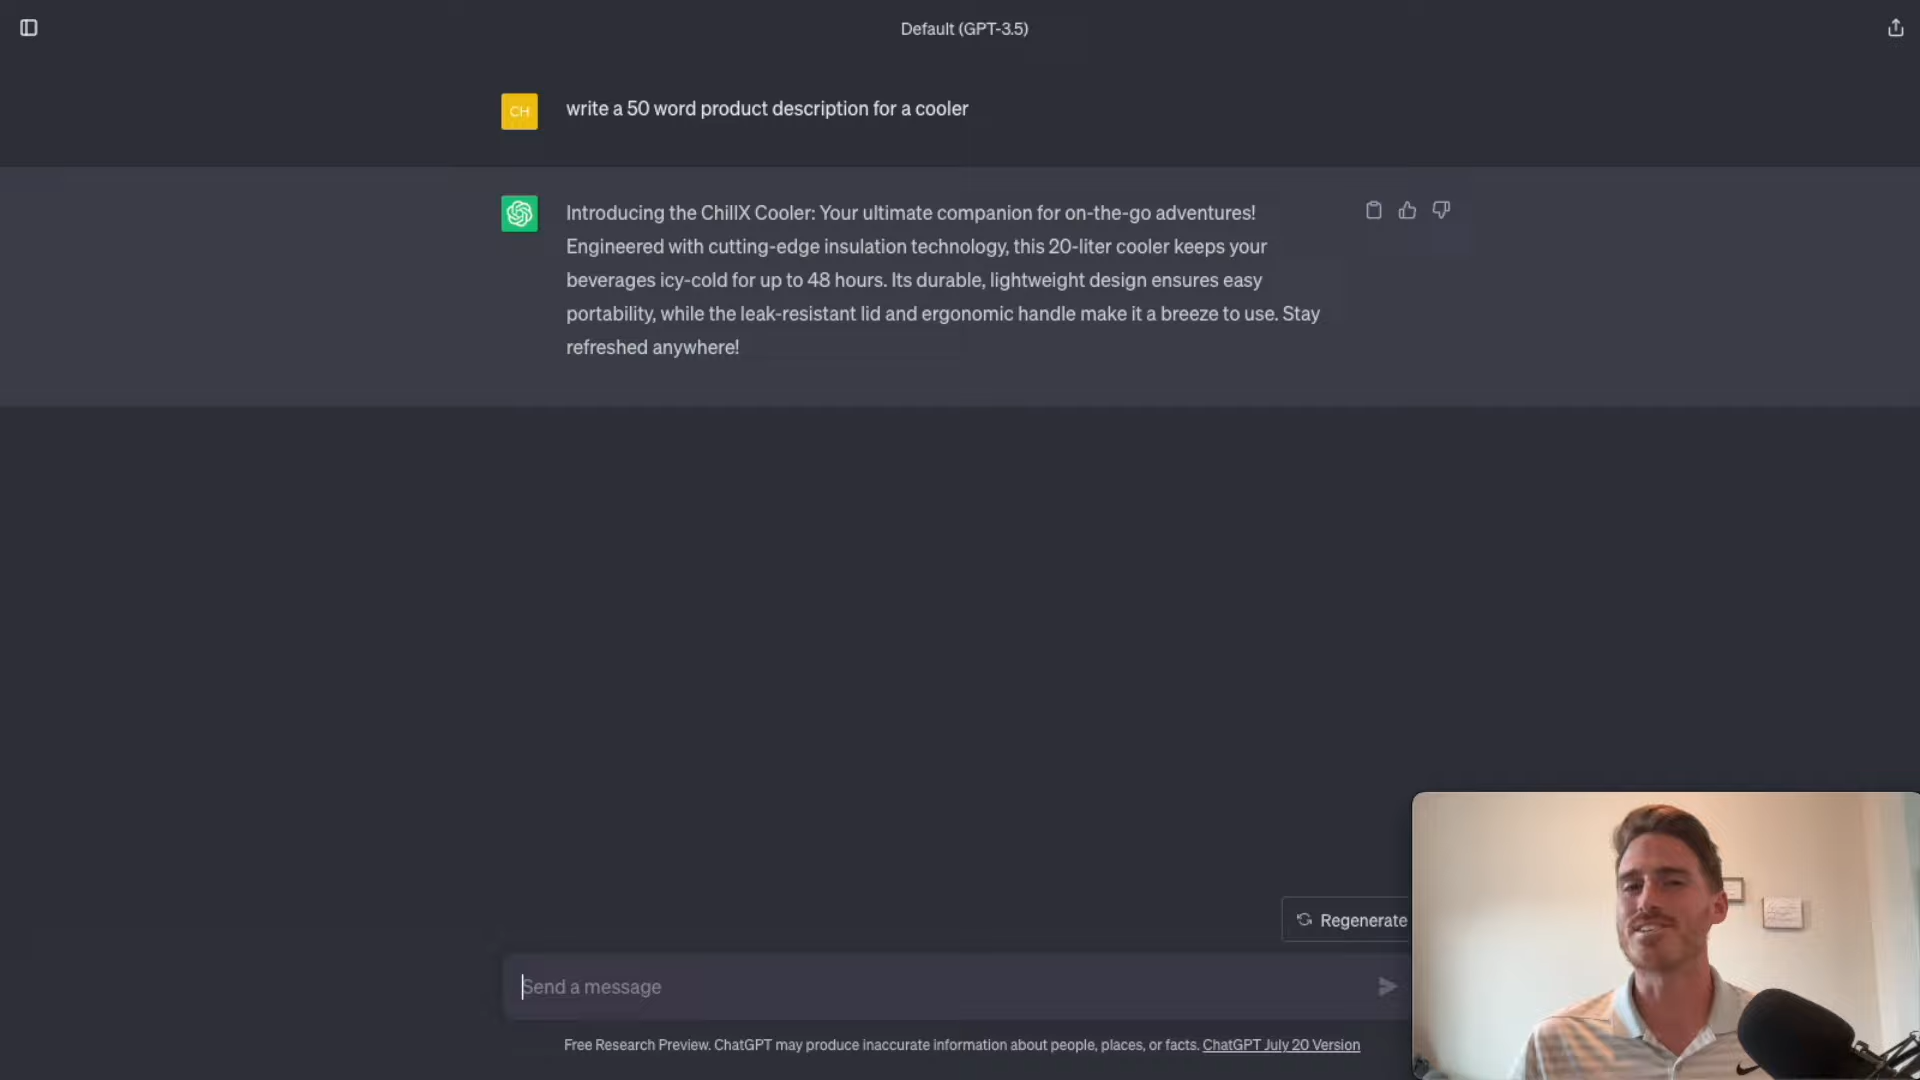 Default (GPT-3.5)
CH
write a 50 word product description for a cooler
Introducing the ChillX Cooler: Your ultimate companion for on-the-go adventures!
Engineered with cutting-edge insulation technology, this 20-liter cooler keeps your
beverages icy-cold for up to 48 hours. Its durable, lightweight design ensures easy
portability, while the leak-resistant lid and ergonomic handle make it a breeze to use. Stay
refreshed anywhere!
Regenerate
Send a message
Free Research Preview. ChatGPT may produce inaccurate information about people, places, or facts. ChatGPT July 20 Version